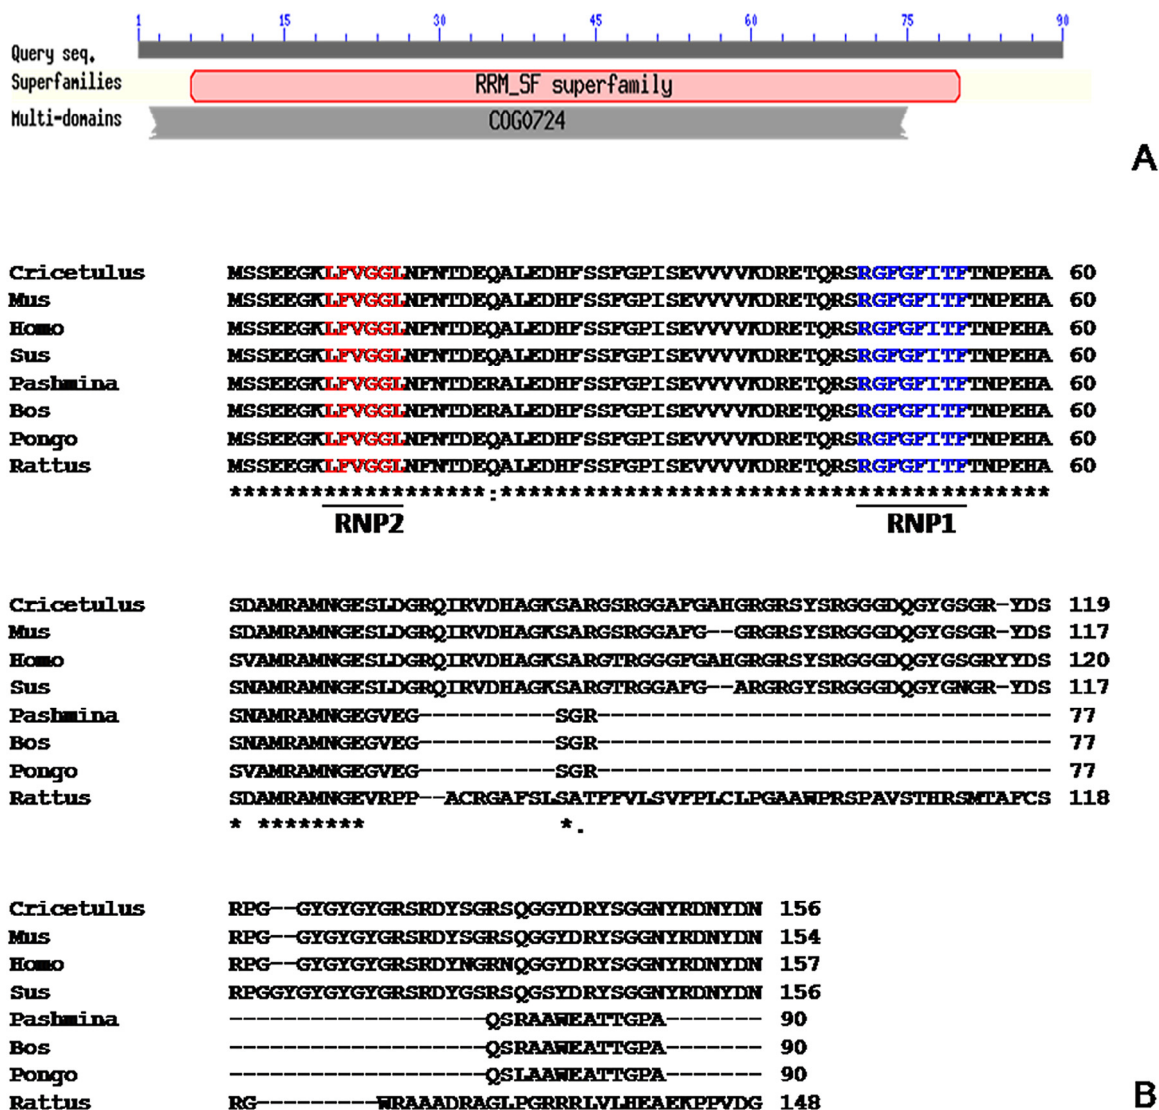 1 15 30 45 60 75 90
Query seq.
Superfamilies RRM_SF superfamily
Multi-domains COG0724
A
Cricetulus MSSEEGKLFVGGLNFNTDEQALEDHFSSFGPISEVVVVKDRETQRSRGFGFITFTNPEHA 60
Mus MSSEEGKLFVGGLNFNTDEQALEDHFSSFGPISEVVVVKDRETQRSRGFGFITFTNPEHA 60
Homo MSSEEGKLFVGGLNFNTDEQALEDHFSSFGPISEVVVVKDRETQRSRGFGFITFTNPEHA 60
Sus MSSEEGKLFVGGLNFNTDEQALEDHFSSFGPISEVVVVKDRETQRSRGFGFITFTNPEHA 60
Pashmina MSSEEGKLFVGGLNFNTDERALEDHFSSFGPISEVVVVKDRETQRSRGFGFITFTNPEHA 60
Bos MSSEEGKLFVGGLNFNTDERALEDHFSSFGPISEVVVVKDRETQRSRGFGFITFTNPEHA 60
Pongo MSSEEGKLFVGGLNFNTDEQALEDHFSSFGPISEVVVVKDRETQRSRGFGFITFTNPEHA 60
Rattus MSSEEGKLFVGGLNFNTDEQALEDHFSSFGPISEVVVVKDRETQRSRGFGFITFTNPEHA 60
*******************:****************************************
RNP2 RNP1
Cricetulus SDAMRAMNGESLDGRQIRVDHAGKSARGSRGGAFGAHGRGRSYSRGGGDQGYGSGR-YDS 119
Mus SDAMRAMNGESLDGRQIRVDHAGKSARGSRGGAFG--GRGRSYSRGGGDQGYGSGR-YDS 117
Homo SVAMRAMNGESLDGRQIRVDHAGKSARGTRGGGFGAHGRGRSYSRGGGDQGYGSGRYYDS 120
Sus SNAMRAMNGESLDGRQIRVDHAGKSARGTRGGAFG--ARGRGYSRGGGDQGYGNGR-YDS 117
Pashmina SNAMRAMNGEGVEG----------SGR--------------------------------- 77
Bos SNAMRAMNGEGVEG----------SGR--------------------------------- 77
Pongo SVAMRAMNGEGVEG----------SGR--------------------------------- 77
Rattus SDAMRAMNGEVRPP--ACRGAFSLSATFFVLSVFPLCLPGAAWPRSPAVSTHRSMTAFCS 118
* ******** *.
Cricetulus RPG--GYGYGYGRSRDYSGRSQGGYDRYSGGNYRDNYDN 156
Mus RPG--GYGYGYGRSRDYSGRSQGGYDRYSGGNYRDNYDN 154
Homo RPG--GYGYGYGRSRDYNGRNQGGYDRYSGGNYRDNYDN 157
Sus RPGGYGYGYGYGRSRDYGSRSQGSYDRYSGGNYRDNYDN 156
Pashmina -------------------QSRAAWEATTGPA------- 90
Bos -------------------QSRAAWEATTGPA------- 90
Pongo -------------------QSLAAWEATTGPA------- 90
Rattus RG---------WRAAADRAGLPGRRRLVLHEAEKPPVDG 148
B